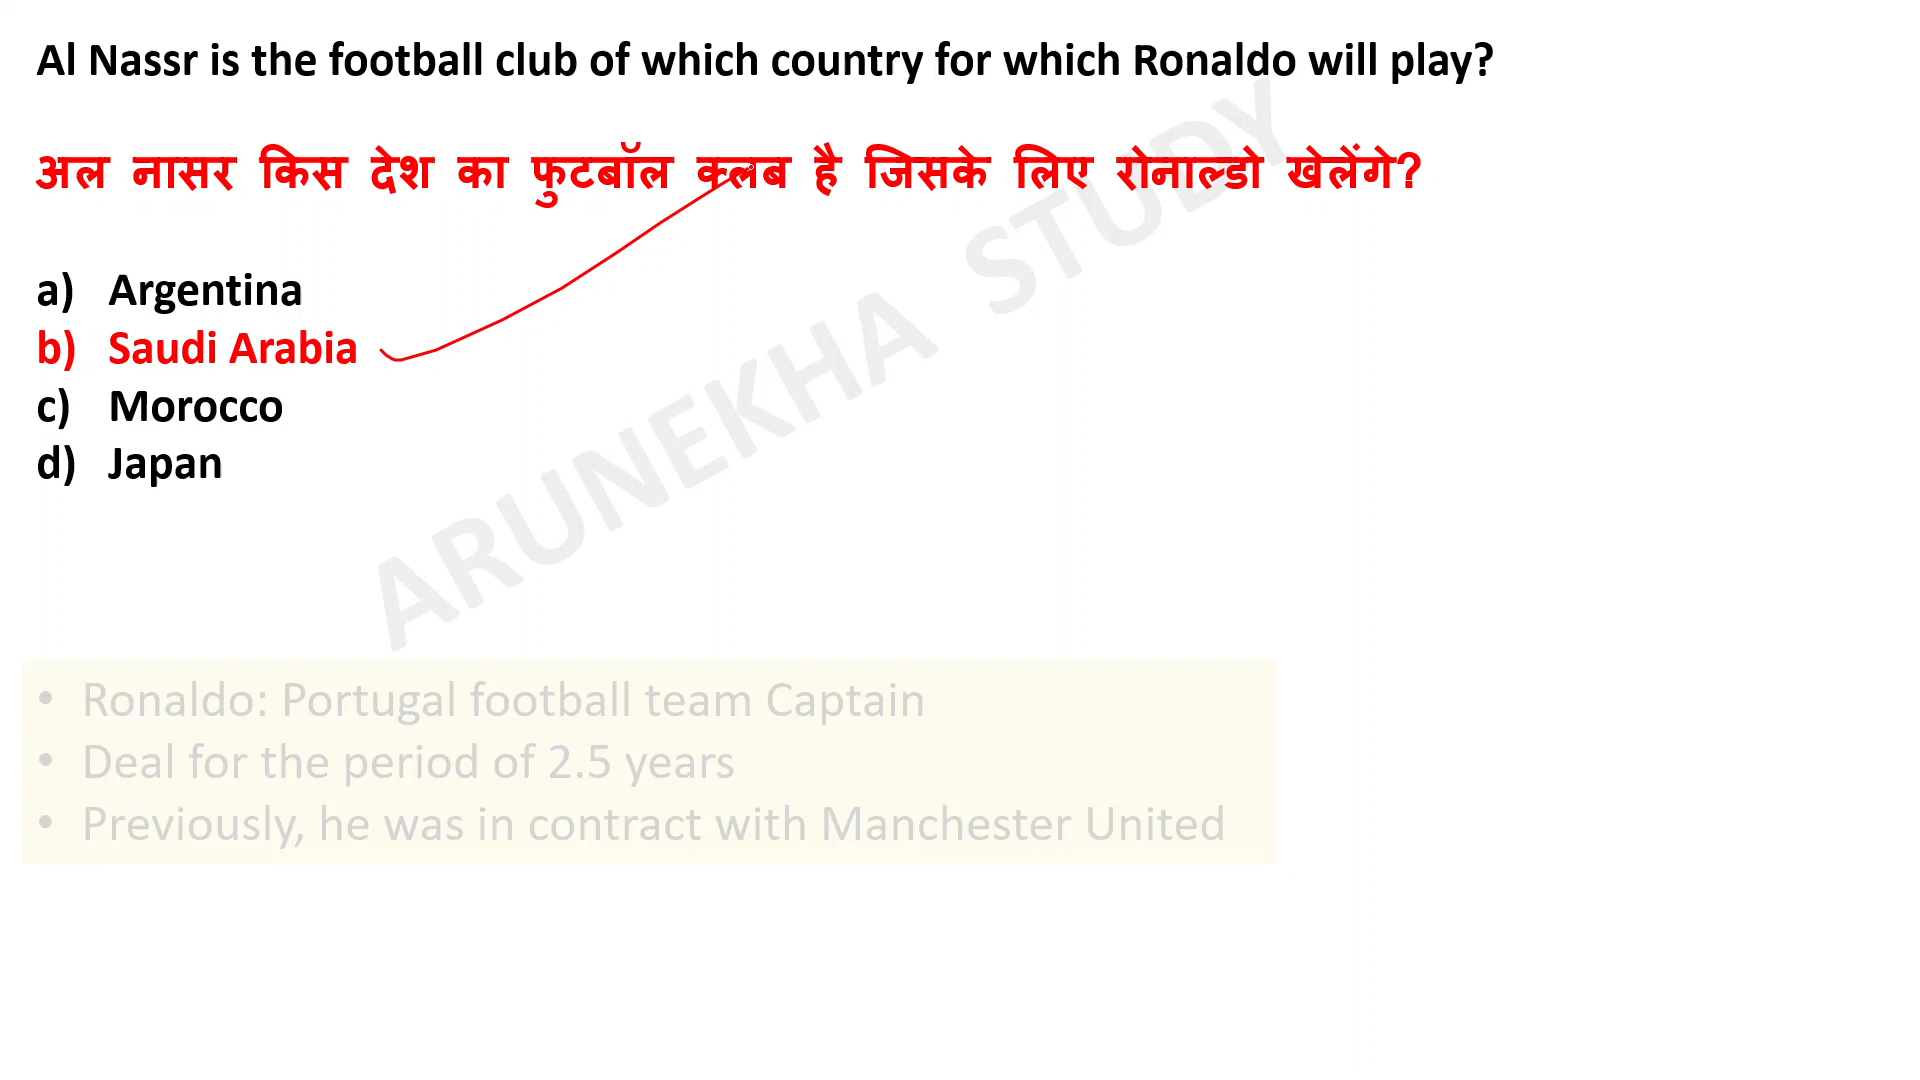 Al Nassr is the football club of which country for which Ronaldo will play?
अल नासर किस देश का फुटबॉल क्लब है जिसके लिए रोनाल्डो खेलेंगे?
a) Argentina
b) Saudi Arabia
c) Morocco
d) Japan
ARUNEKHA STUDY
• Ronaldo: Portugal football team Captain
• Deal for the period of 2.5 years
• Previously, he was in contract with Manchester United